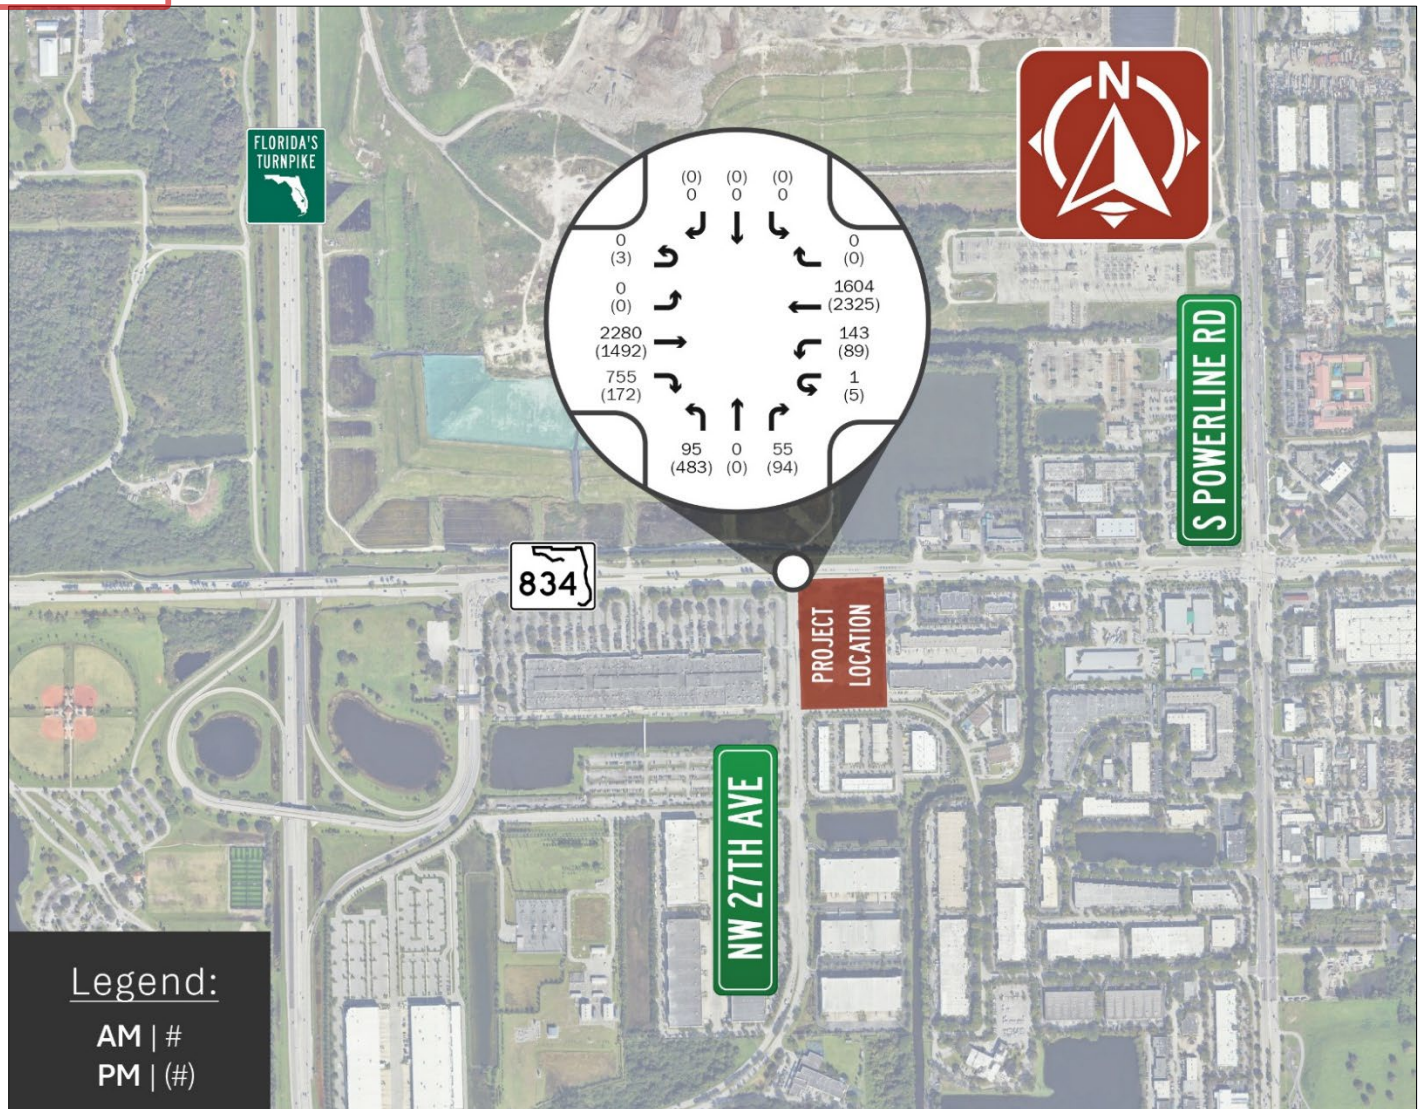 N
FLORIDA'S
TURNPIKE
(0) (0) (0)
0 0 0
0
(3)
0
(0)
0
(0)
1604
(2325)
2280
(1492)
143
(89)
755
(172)
1
(5)
95 0 55
(483) (0) (94)
S POWERLINE RD
834
PROJECT
LOCATION
NW 27TH AVE
Legend:
AM | #
PM | (#)